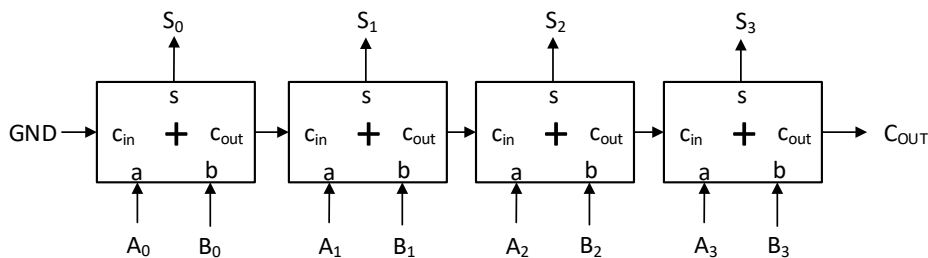 S₀ S₁ S₂ S₃
s s s s
GND cᵢₙ + cₒᵤₜ cᵢₙ + cₒᵤₜ cᵢₙ + cₒᵤₜ cᵢₙ + cₒᵤₜ C_OUT
a b a b a b a b
A₀ B₀ A₁ B₁ A₂ B₂ A₃ B₃